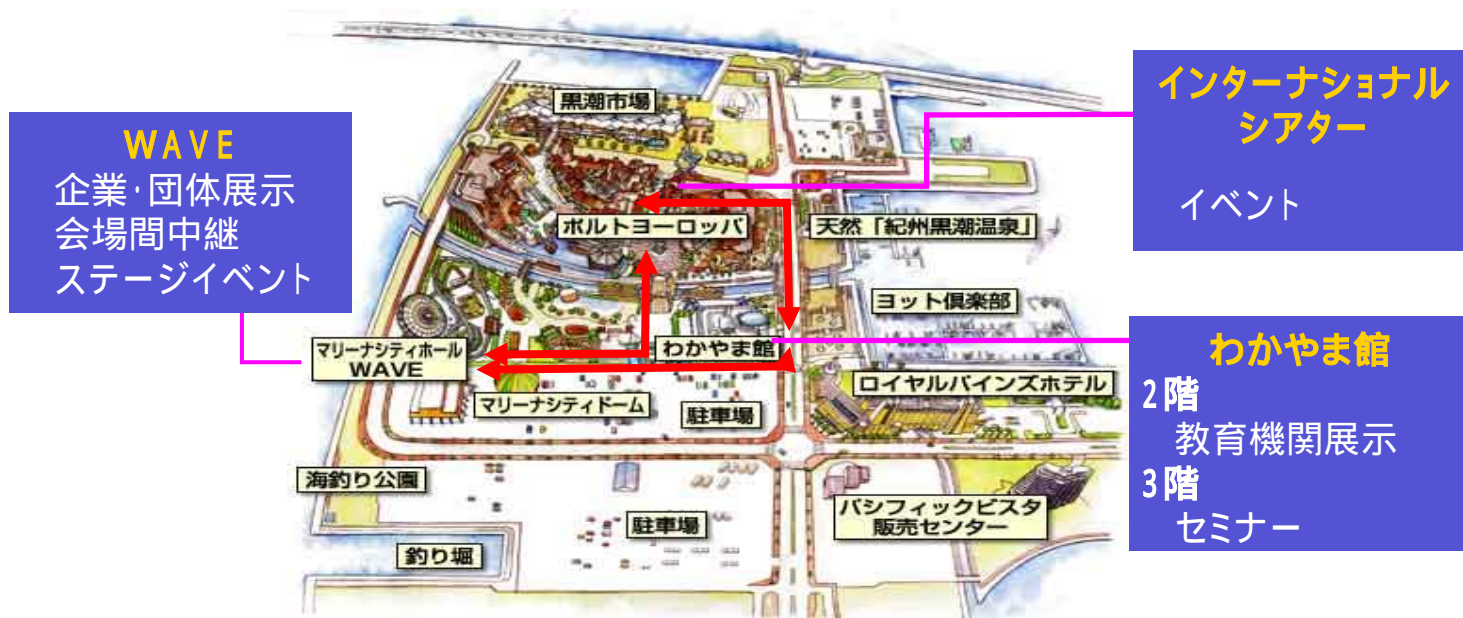 WAVE
企業・団体展示
会場間中継
ステージイベント
インターナショナル
シアター
イベント
わかやま館
2階
教育機関展示
3階
セミナー
黒潮市場
ポルトヨーロッパ
天然「紀州黒潮温泉」
ヨット倶楽部
マリーナシティホール
WAVE
わかやま館
ロイヤルパインズホテル
マリーナシティドーム
駐車場
海釣り公園
パシフィックビスタ
販売センター
駐車場
釣り堀